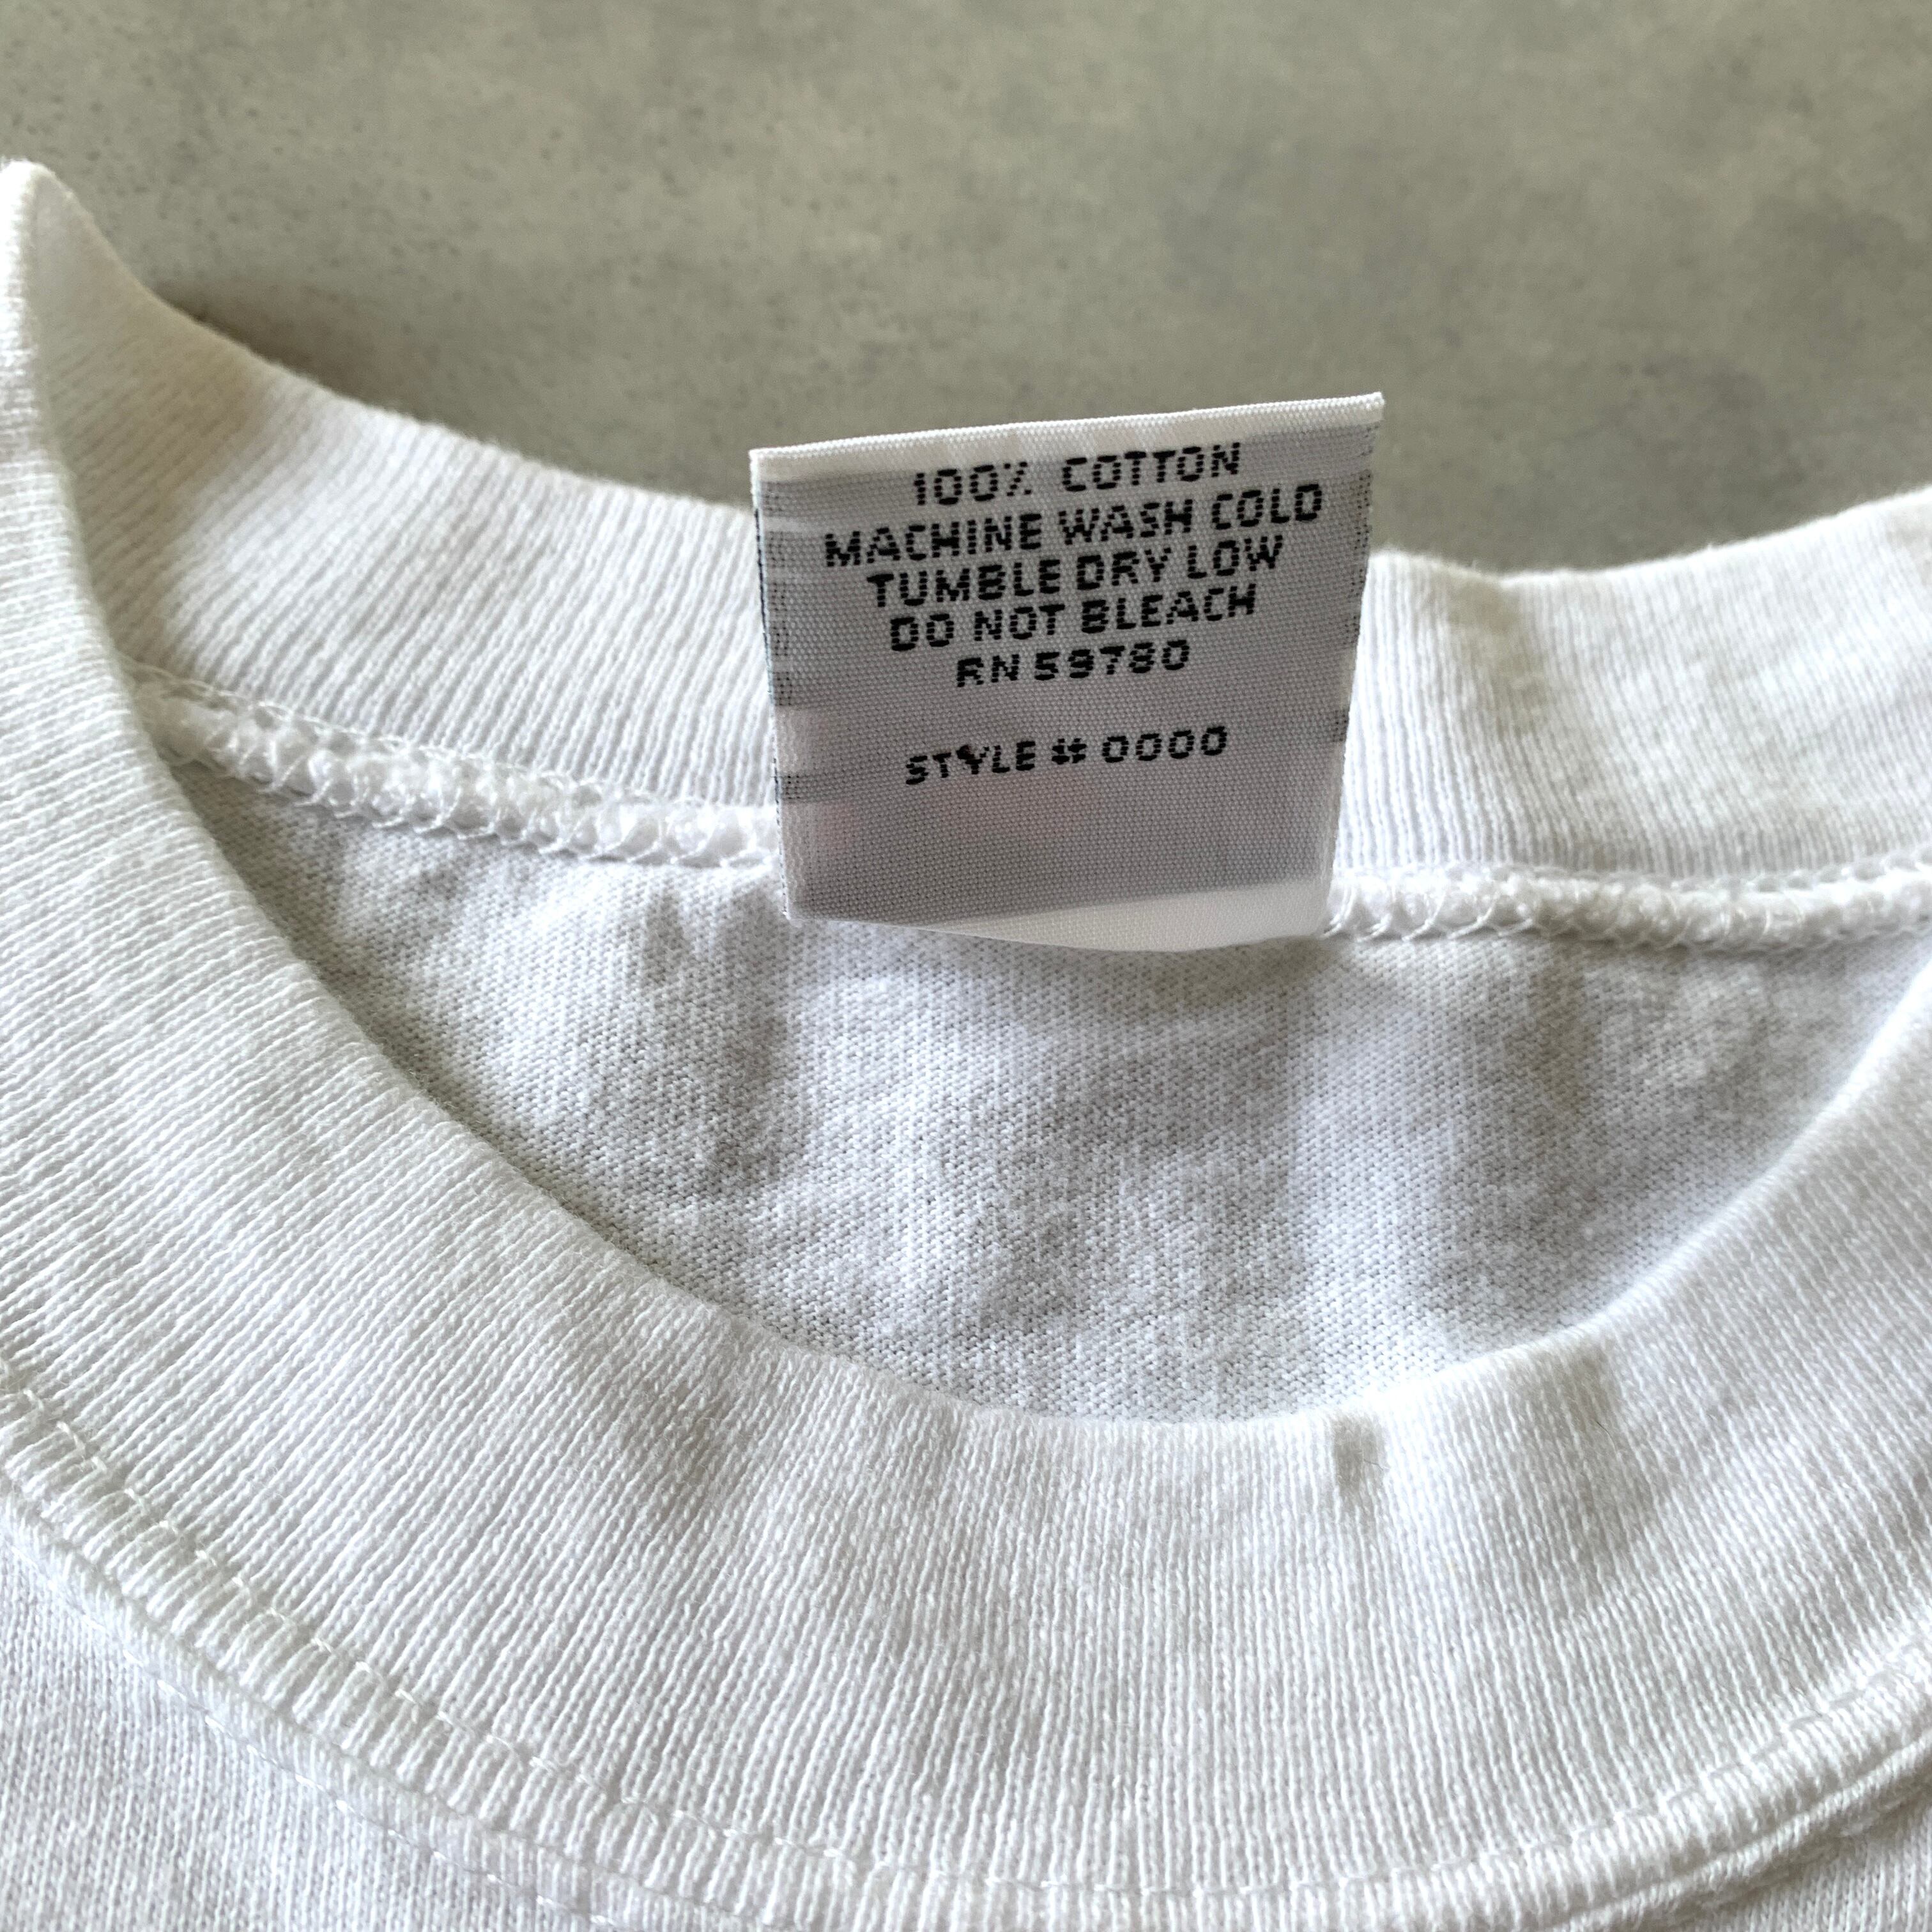 100% COTTON
MACHINE WASH COLD
TUMBLE DRY LOW
DO NOT BLEACH
RN 59780
STYLE # 0000